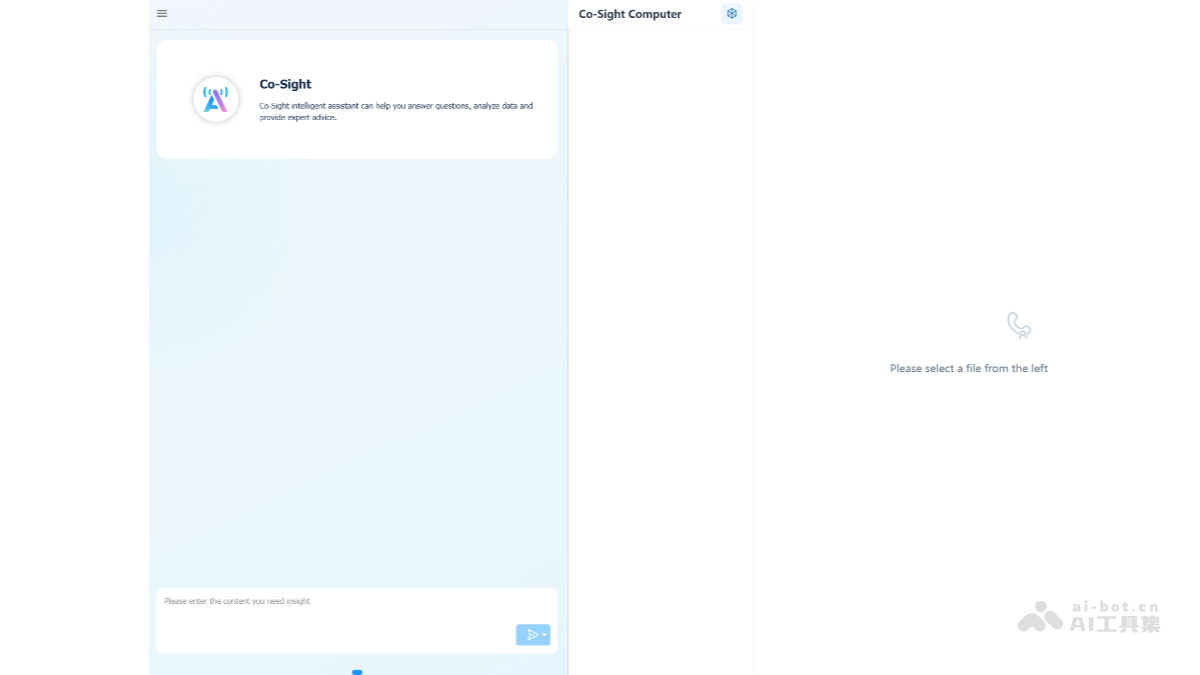 Co-Sight Computer
Co-Sight
Co-Sight intelligent assistant can help you answer questions, analyze data and
provide expert advice.
Please select a file from the left
Please enter the content you need insight
ai-bot.cn
AI工具集